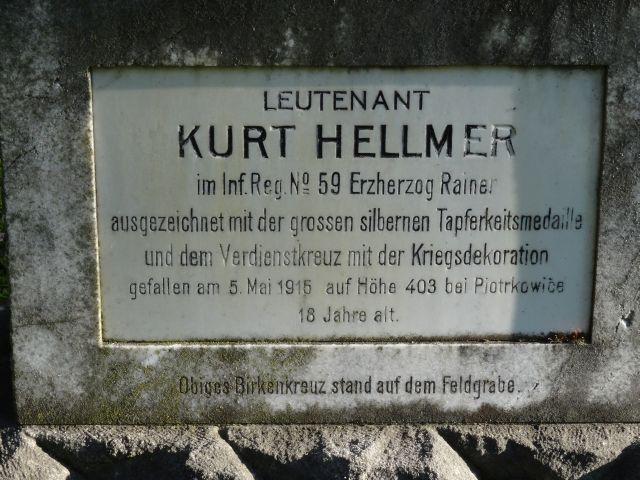 LEUTENANT
KURT HELLMER
im Inf. Reg. Nº 59 Erzherzog Rainer
ausgezeichnet mit der grossen silbernen Tapferkeitsmedaille
und dem Verdienstkreuz mit der Kriegsdekoration
gefallen am 5. Mai 1915 auf Höhe 403 bei Piotrkowice
18 Jahre alt.
Obiges Birkenkreuz stand auf dem Feldgrabe.